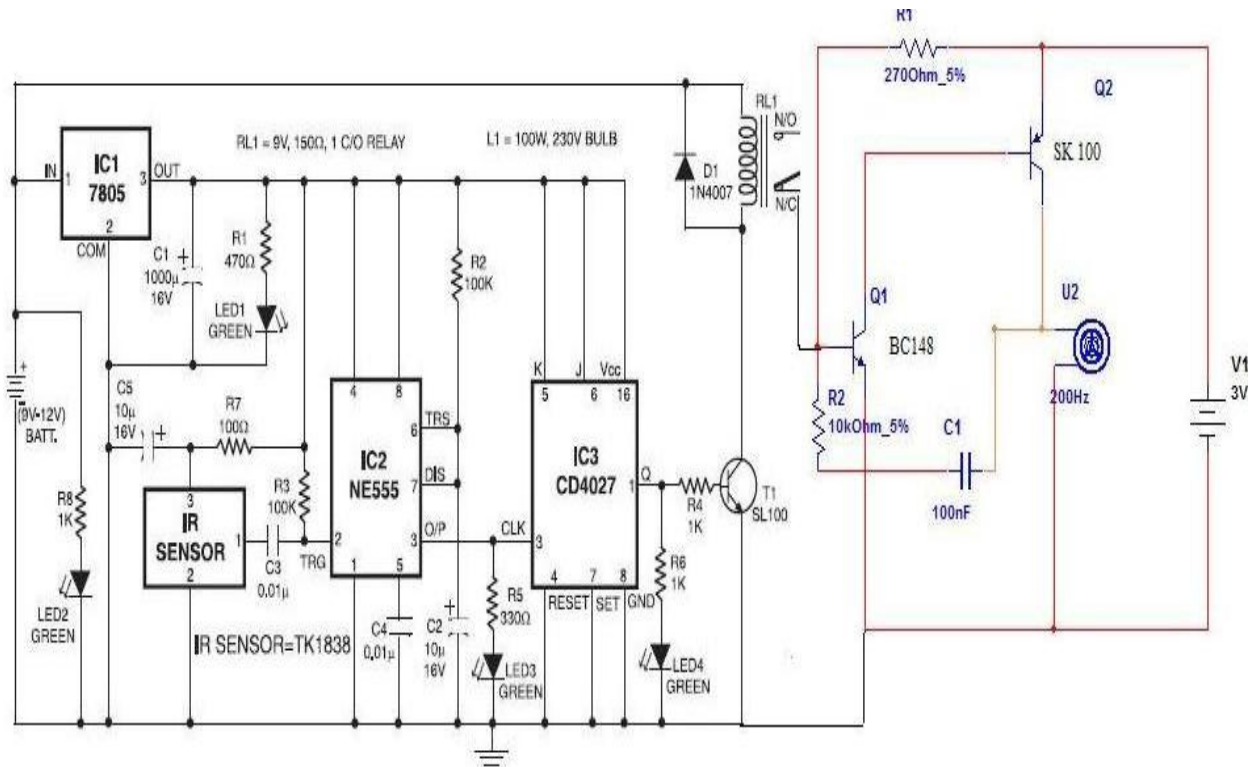 R1
270Ohm_5%
Q2
SK 100
RL1
N/O
N/C
RL1 = 9V, 150Ω, 1 C/O RELAY
L1 = 100W, 230V BULB
D1
1N4007
IN
1
IC1
7805
3
OUT
2
COM
C1
1000µ
16V
+
R1
470Ω
LED1
GREEN
R2
100K
Q1
BC148
U2
200Hz
V1
3V
R2
10kOhm_5%
C1
100nF
+
(9V-12V)
BATT.
C5
10µ
16V
+
R7
100Ω
R3
100K
R8
1K
LED2
GREEN
3
IR
SENSOR
1
2
C3
0.01µ
TRG
IR SENSOR=TK1838
4
8
IC2
NE555
6
TRS
7
DIS
3
O/P
2
1
5
C4
0.01µ
C2
10µ
16V
+
R5
330Ω
LED3
GREEN
K
J
Vcc
5
6
16
IC3
CD4027
1
Q
CLK
3
4
7
8
RESET
SET
GND
R4
1K
T1
SL100
R6
1K
LED4
GREEN